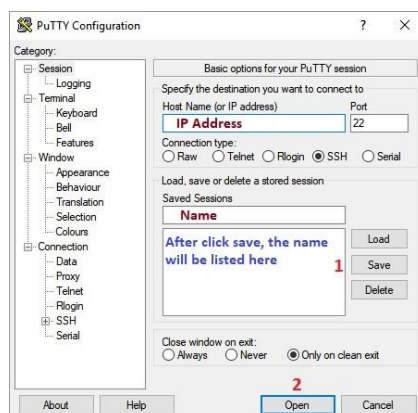 PuTTY Configuration ? X
Category:
Session
Logging
Terminal
Keyboard
Bell
Features
Window
Appearance
Behaviour
Translation
Selection
Colours
Connection
Data
Proxy
Telnet
Rlogin
SSH
Serial
Basic options for your PuTTY session
Specify the destination you want to connect to
Host Name (or IP address) Port
IP Address 22
Connection type:
Raw Telnet Rlogin SSH Serial
Load, save or delete a stored session
Saved Sessions
Name
After click save, the name
will be listed here
Load
1 Save
Delete
Close window on exit:
Always Never Only on clean exit
2
About Help Open Cancel